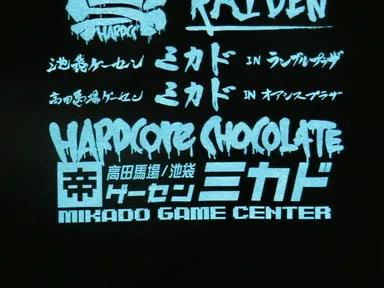 RAIDEN
HARDCC
池袋ゲーセン ミカド IN ランブルプラザ
高田馬場ゲーセン ミカド IN オアシスプラザ
HARDCORE CHOCOLATE
帝 高田馬場/池袋
ゲーセンミカド
MIKADO GAME CENTER